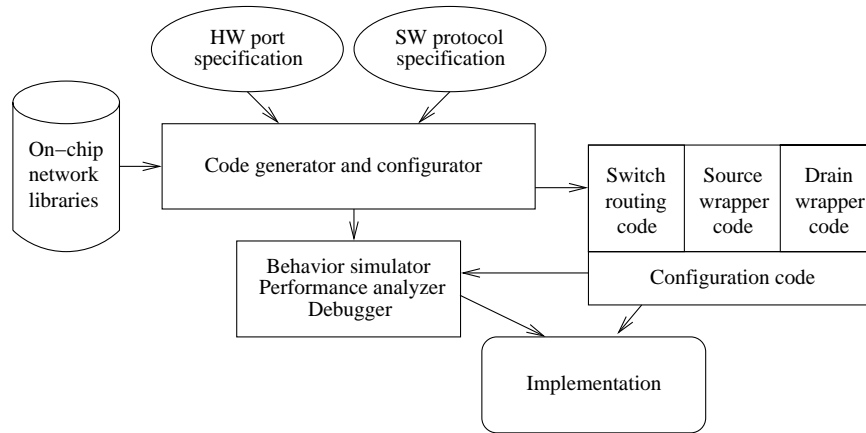 HW port
specification
SW protocol
specification
On−chip
network
libraries
Code generator and configurator
Switch
routing
code
Source
wrapper
code
Drain
wrapper
code
Configuration code
Behavior simulator
Performance analyzer
Debugger
Implementation